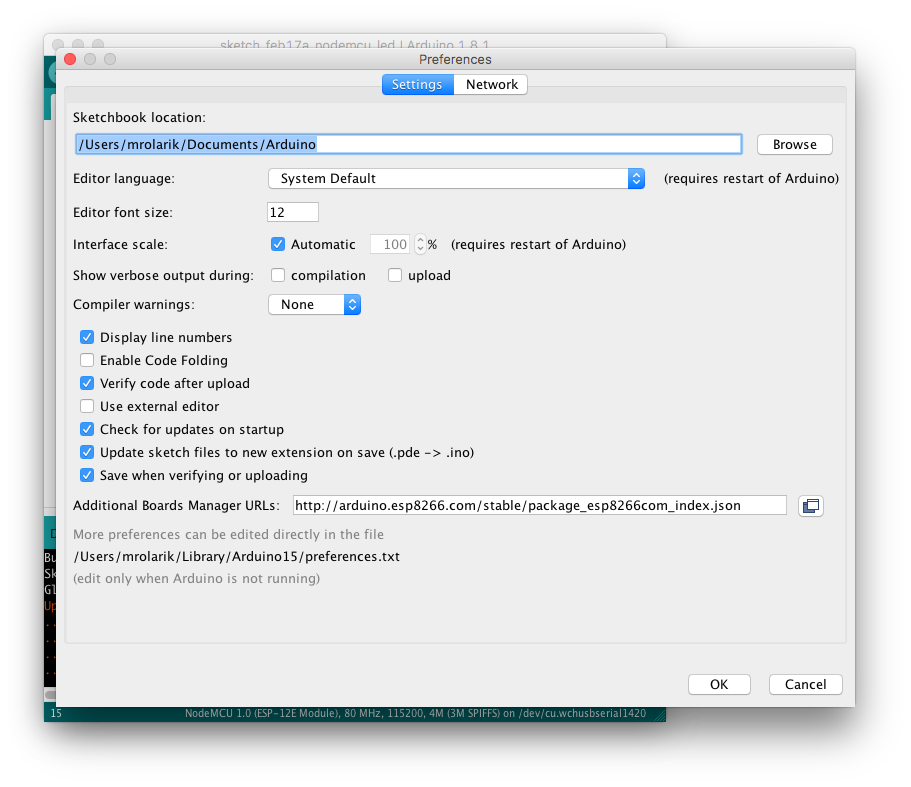 sketch_feb17a_nodemcu_led | Arduino 1.8.1
Preferences
Settings Network
Sketchbook location:
/Users/mrolarik/Documents/Arduino Browse
Editor language: System Default (requires restart of Arduino)
Editor font size: 12
Interface scale: Automatic 100 % (requires restart of Arduino)
Show verbose output during: compilation upload
Compiler warnings: None
Display line numbers
Enable Code Folding
Verify code after upload
Use external editor
Check for updates on startup
Update sketch files to new extension on save (.pde -> .ino)
Save when verifying or uploading
Additional Boards Manager URLs: http://arduino.esp8266.com/stable/package_esp8266com_index.json
More preferences can be edited directly in the file
/Users/mrolarik/Library/Arduino15/preferences.txt
(edit only when Arduino is not running)
OK Cancel
15 NodeMCU 1.0 (ESP-12E Module), 80 MHz, 115200, 4M (3M SPIFFS) on /dev/cu.wchusbserial1420